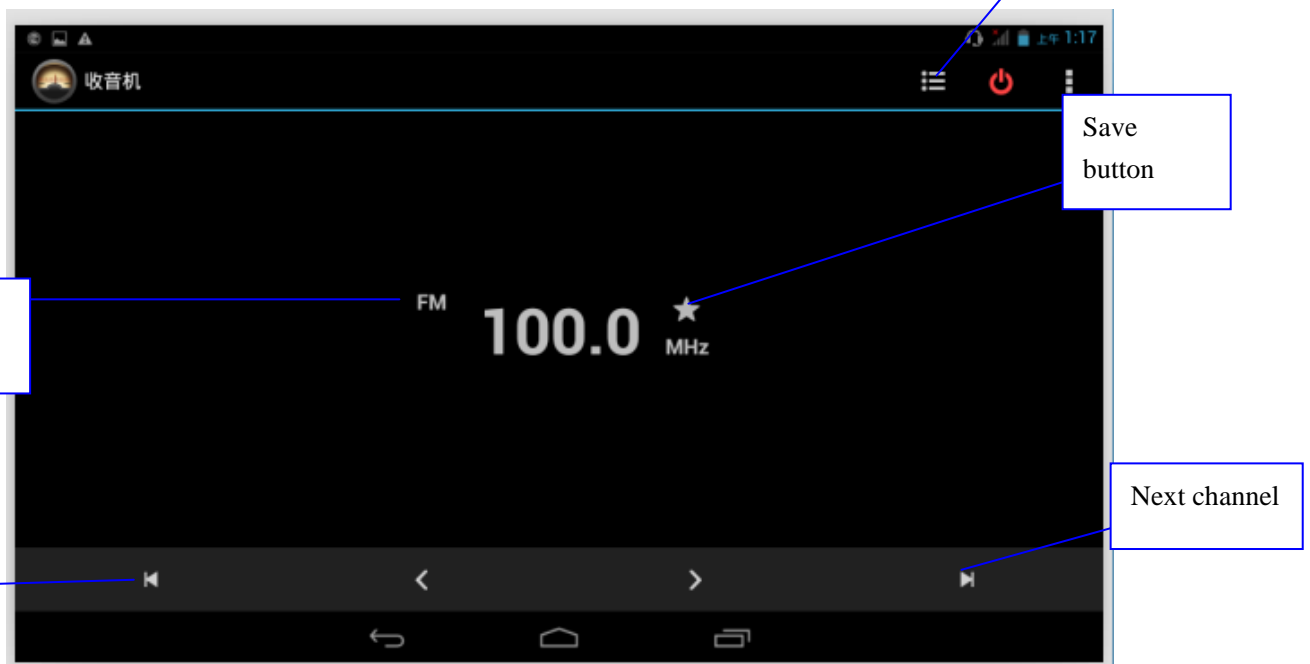 上午 1:17
收音机
Save
button
FM
100.0
MHz
Next channel